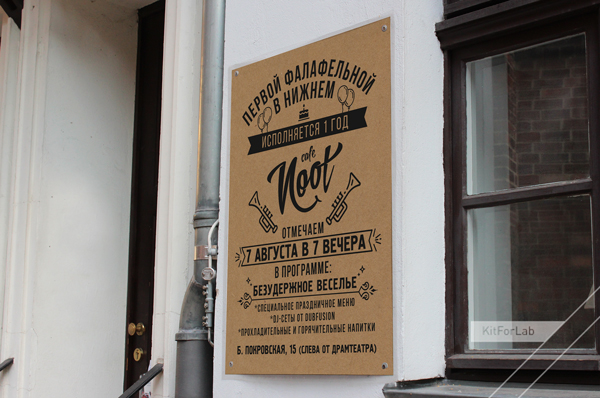 ПЕРВОЙ ФАЛАФЕЛЬНОЙ
В НИЖНЕМ
ИСПОЛНЯЕТСЯ 1 ГОД
cafe
Noot
ОТМЕЧАЕМ
7 АВГУСТА В 7 ВЕЧЕРА
В ПРОГРАММЕ:
БЕЗУДЕРЖНОЕ ВЕСЕЛЬЕ
*СПЕЦИАЛЬНОЕ ПРАЗДНИЧНОЕ МЕНЮ
*DJ-СЕТЫ ОТ DUBFUSION
*ПРОХЛАДИТЕЛЬНЫЕ И ГОРЯЧИТЕЛЬНЫЕ НАПИТКИ
Б. ПОКРОВСКАЯ, 15 (СЛЕВА ОТ ДРАМТЕАТРА)
KitForLab